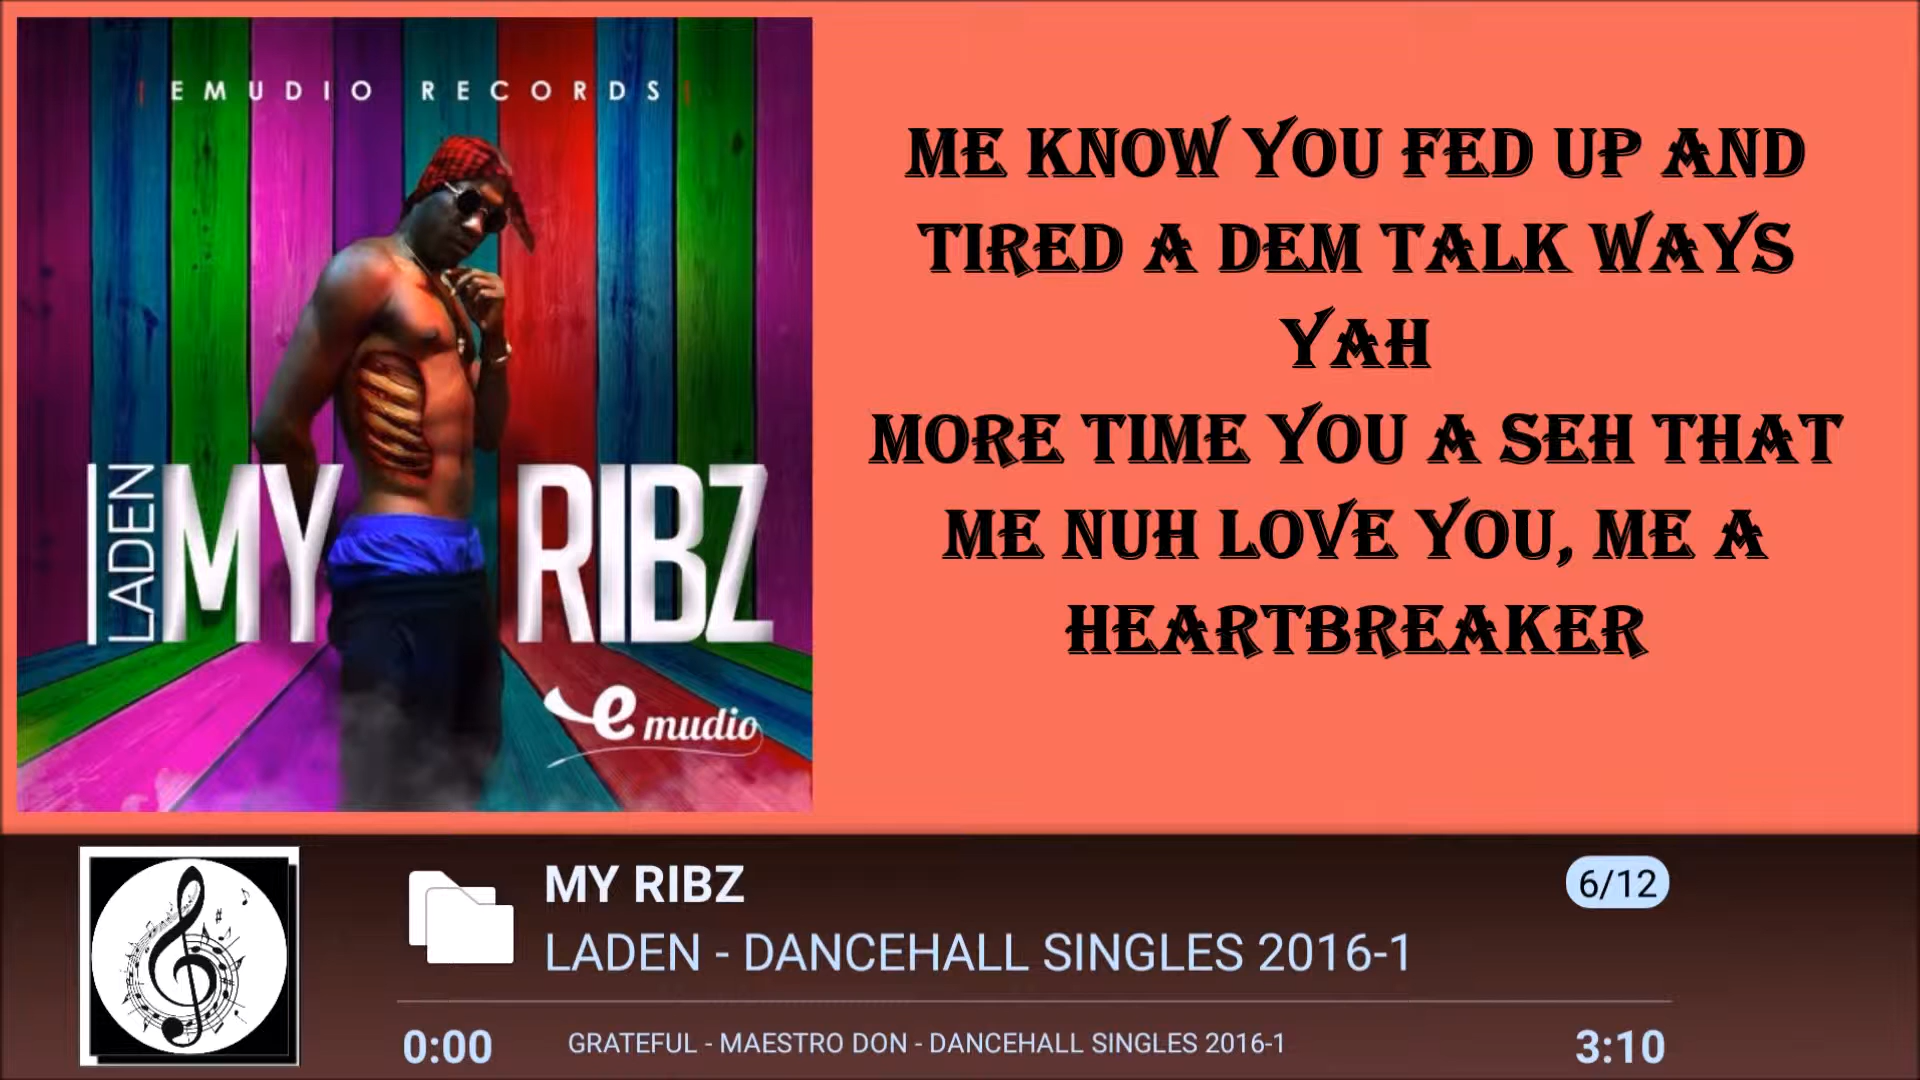 EMUDIO RECORDS
LADEN
MY RIBZ
e mudio
ME KNOW YOU FED UP AND
TIRED A DEM TALK WAYS
YAH
MORE TIME YOU A SEH THAT
ME NUH LOVE YOU, ME A
HEARTBREAKER
MY RIBZ
6/12
LADEN - DANCEHALL SINGLES 2016-1
0:00
GRATEFUL - MAESTRO DON - DANCEHALL SINGLES 2016-1
3:10